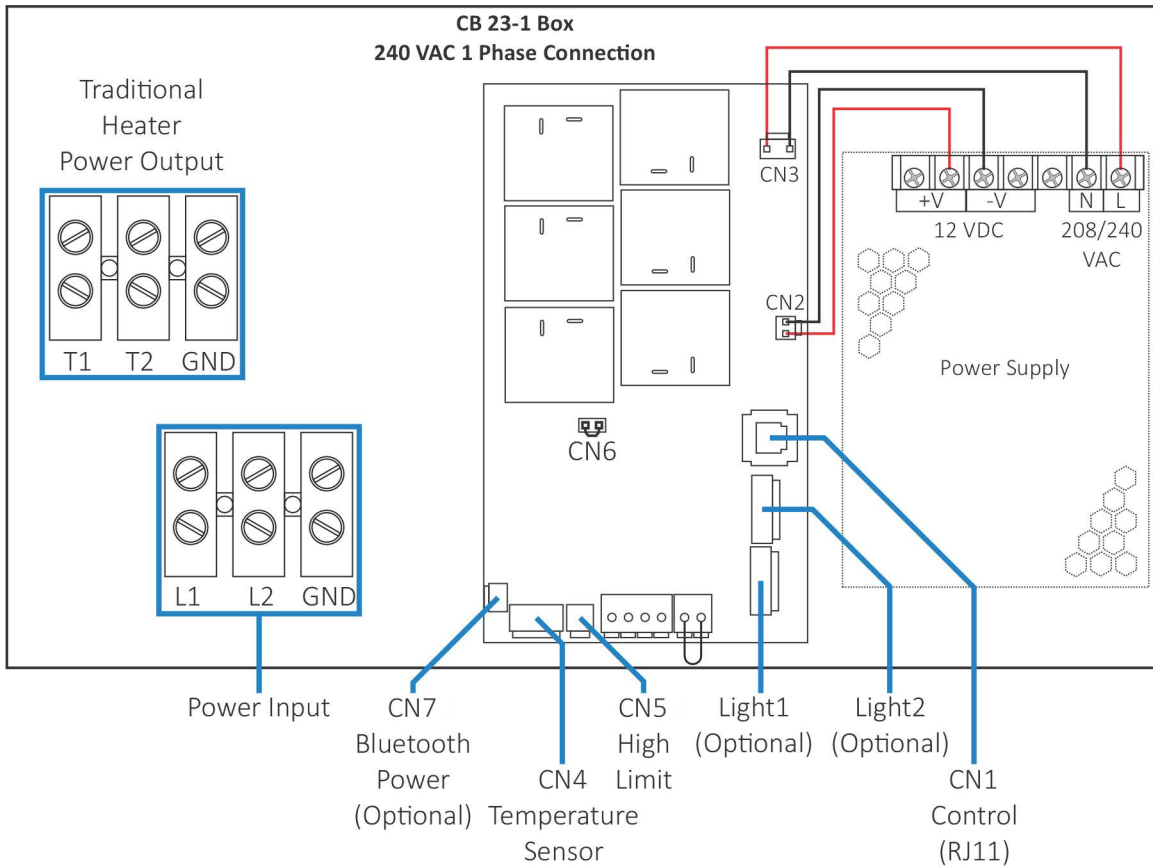 CB 23-1 Box
240 VAC 1 Phase Connection
Traditional
Heater
Power Output
T1 T2 GND
L1 L2 GND
Power Input
CN3
CN2
CN6
+V -V N L
12 VDC
208/240
VAC
Power Supply
CN7
Bluetooth
Power
(Optional)
CN4
Temperature
Sensor
CN5
High
Limit
Light1
(Optional)
Light2
(Optional)
CN1
Control
(RJ11)